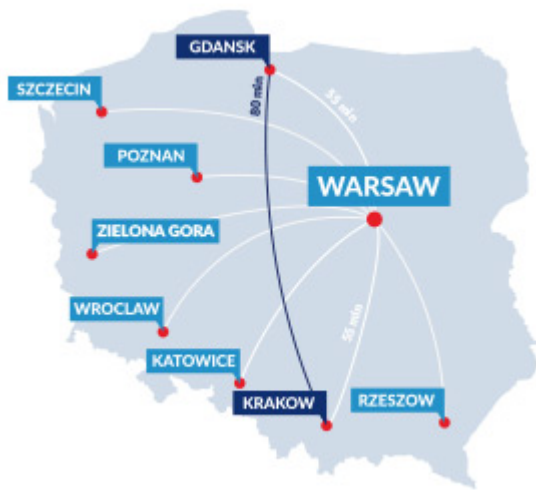 GDANSK
SZCZECIN
80 min
55 min
POZNAN
WARSAW
ZIELONA GORA
WROCLAW
55 min
KATOWICE
KRAKOW
RZESZOW